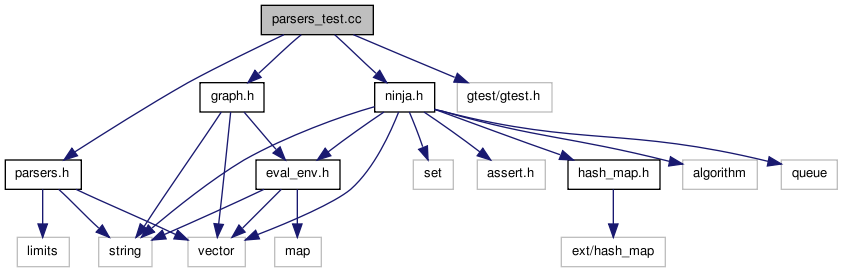 parsers_test.cc
graph.h
ninja.h
gtest/gtest.h
parsers.h
eval_env.h
set
assert.h
hash_map.h
algorithm
queue
limits
string
vector
map
ext/hash_map